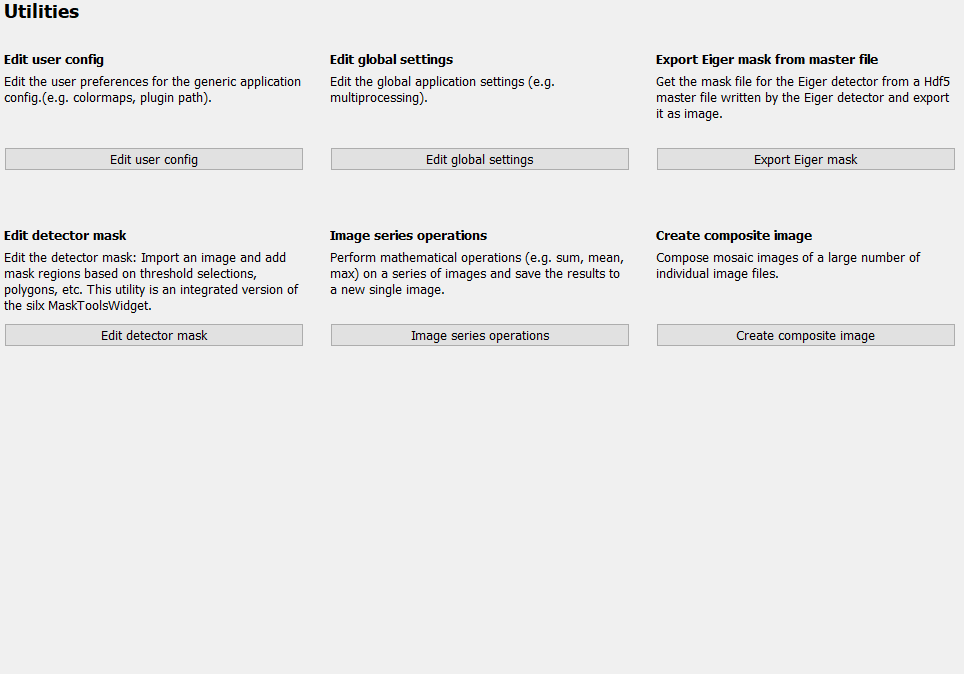 Utilities
Edit user config
Edit the user preferences for the generic application
config.(e.g. colormaps, plugin path).
Edit user config
Edit global settings
Edit the global application settings (e.g.
multiprocessing).
Edit global settings
Export Eiger mask from master file
Get the mask file for the Eiger detector from a Hdf5
master file written by the Eiger detector and export
it as image.
Export Eiger mask
Edit detector mask
Edit the detector mask: Import an image and add
mask regions based on threshold selections,
polygons, etc. This utility is an integrated version of
the silx MaskToolsWidget.
Edit detector mask
Image series operations
Perform mathematical operations (e.g. sum, mean,
max) on a series of images and save the results to
a new single image.
Image series operations
Create composite image
Compose mosaic images of a large number of
individual image files.
Create composite image